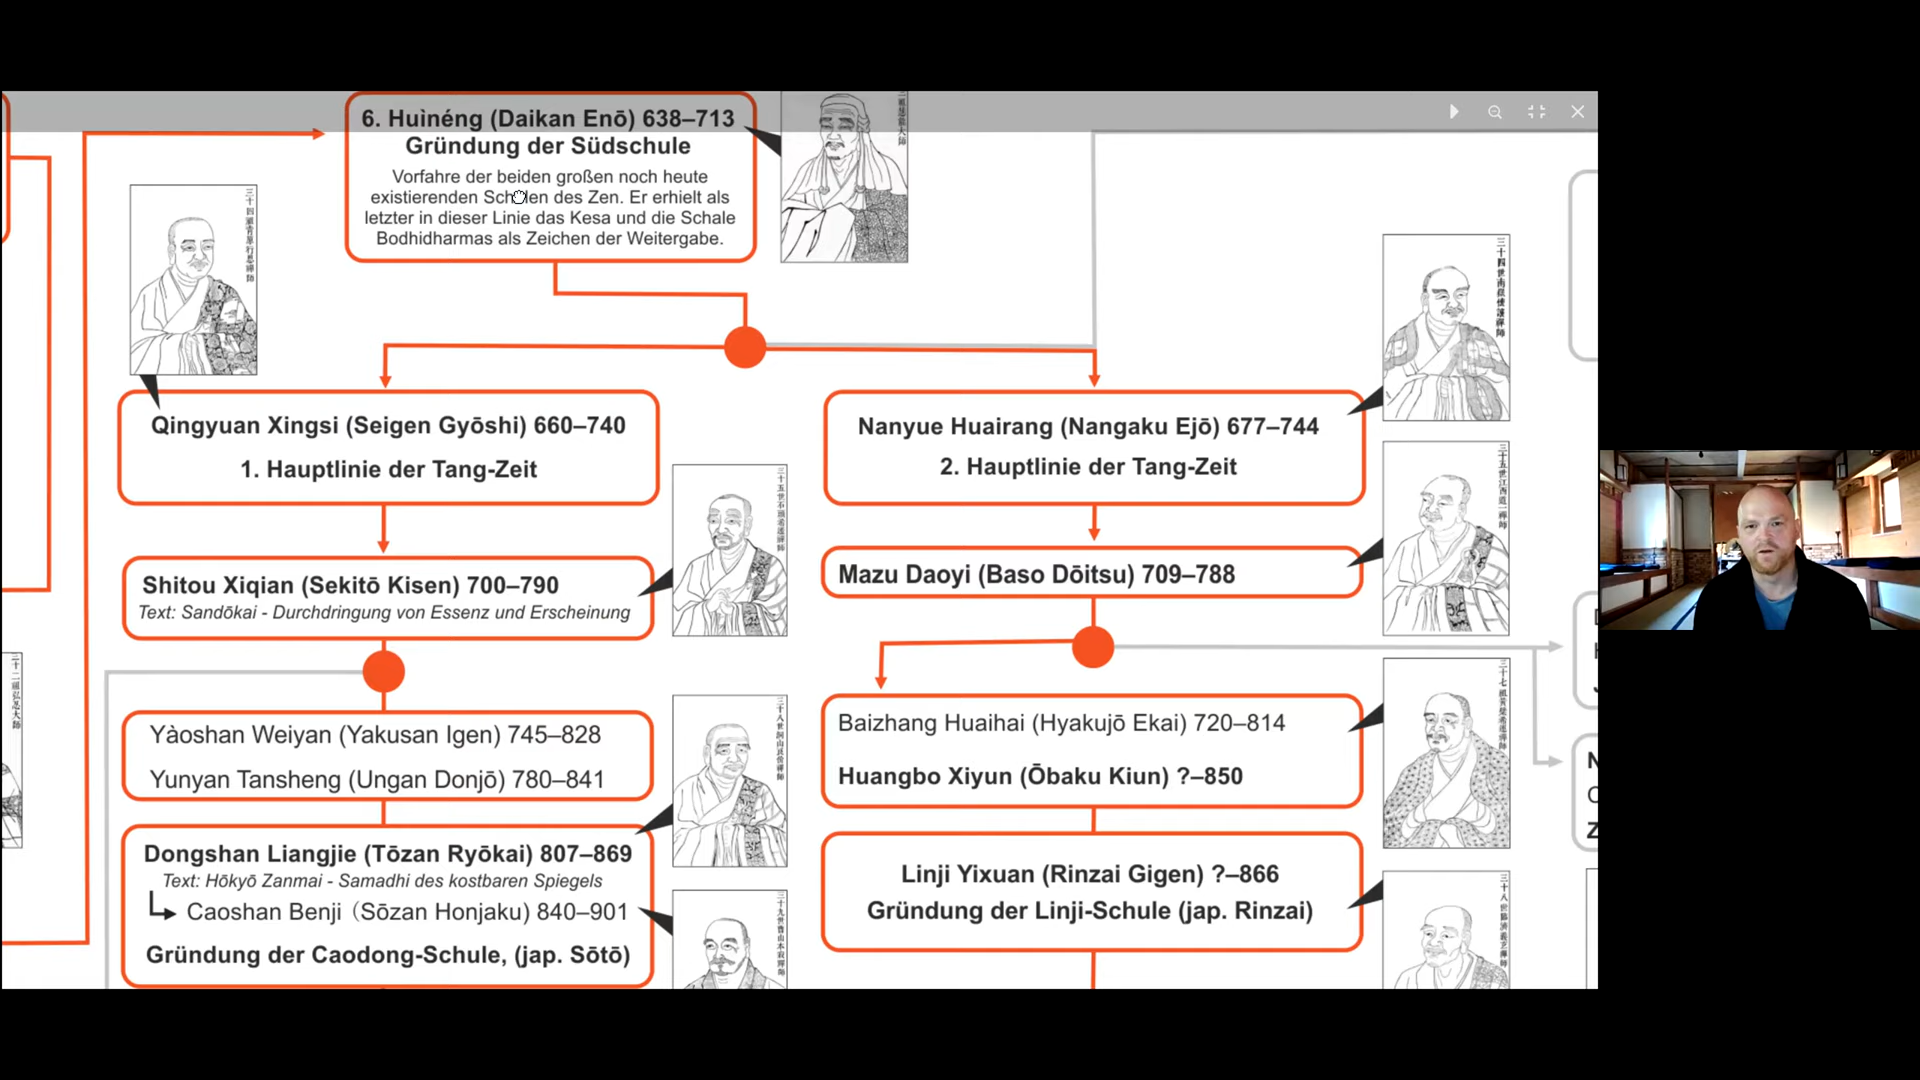 6. Huìnéng (Daikan Enō) 638–713
Gründung der Südschule
Vorfahre der beiden großen noch heute
existierenden Schulen des Zen. Er erhielt als
letzter in dieser Linie das Kesa und die Schale
Bodhidharmas als Zeichen der Weitergabe.
Qingyuan Xingsi (Seigen Gyōshi) 660–740
1. Hauptlinie der Tang-Zeit
Nanyue Huairang (Nangaku Ejō) 677–744
2. Hauptlinie der Tang-Zeit
Shitou Xiqian (Sekitō Kisen) 700–790
Text: Sandōkai - Durchdringung von Essenz und Erscheinung
Mazu Daoyi (Baso Dōitsu) 709–788
Yàoshan Weiyan (Yakusan Igen) 745–828
Yunyan Tansheng (Ungan Donjō) 780–841
Baizhang Huaihai (Hyakujō Ekai) 720–814
Huangbo Xiyun (Ōbaku Kiun) ?–850
Dongshan Liangjie (Tōzan Ryōkai) 807–869
Text: Hōkyō Zanmai - Samadhi des kostbaren Spiegels
Caoshan Benji (Sōzan Honjaku) 840–901
Gründung der Caodong-Schule, (jap. Sōtō)
Linji Yixuan (Rinzai Gigen) ?–866
Gründung der Linji-Schule (jap. Rinzai)